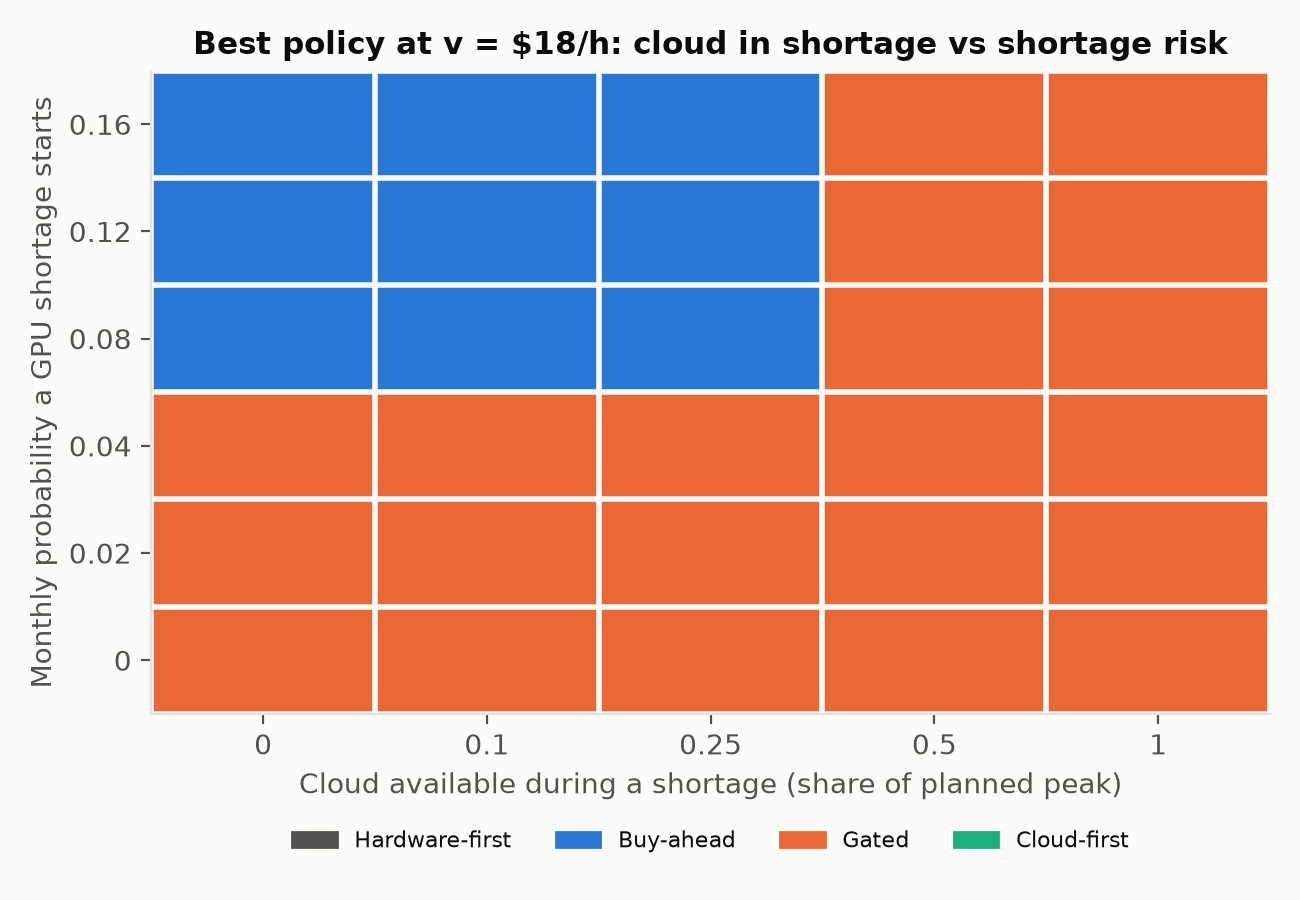 Best policy at v = $18/h: cloud in shortage vs shortage risk
Monthly probability a GPU shortage starts
0.16
0.12
0.08
0.04
0.02
0
0 0.1 0.25 0.5 1
Cloud available during a shortage (share of planned peak)
Hardware-first Buy-ahead Gated Cloud-first